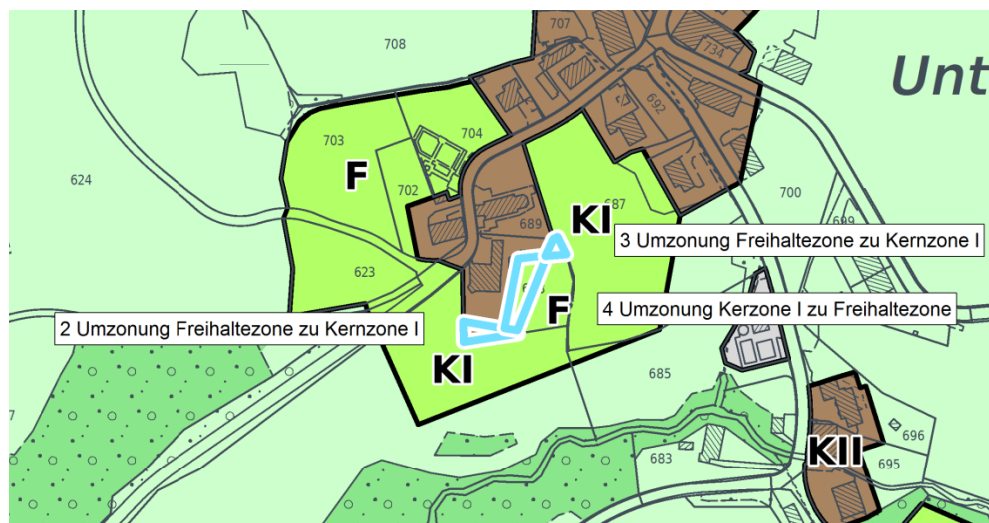 707
708
734
Unt
692
703
704
624
F
702
700
687
689
KI
699
3 Umzonung Freihaltezone zu Kernzone I
623
F
4 Umzonung Kerzone I zu Freihaltezone
2 Umzonung Freihaltezone zu Kernzone I
KI
685
696
KII
683
695